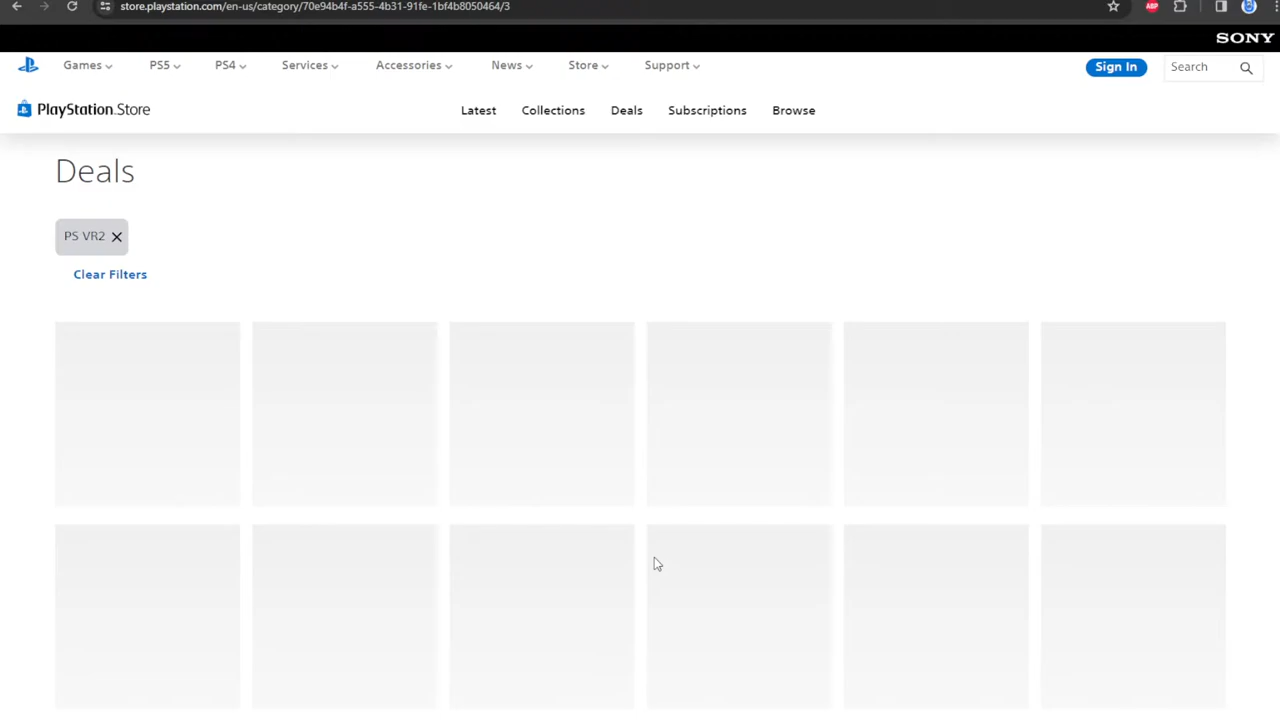 store.playstation.com/en-us/category/70e94b4f-a555-4b31-91fe-1bf4b8050464/3
ABP
SONY
Games PS5 PS4 Services Accessories News Store Support Sign In Search
PlayStation.Store Latest Collections Deals Subscriptions Browse
Deals
PS VR2
Clear Filters